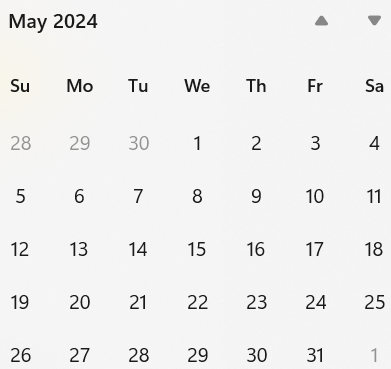 May 2024
Su Mo Tu We Th Fr Sa
28 29 30 1 2 3 4
5 6 7 8 9 10 11
12 13 14 15 16 17 18
19 20 21 22 23 24 25
26 27 28 29 30 31 1